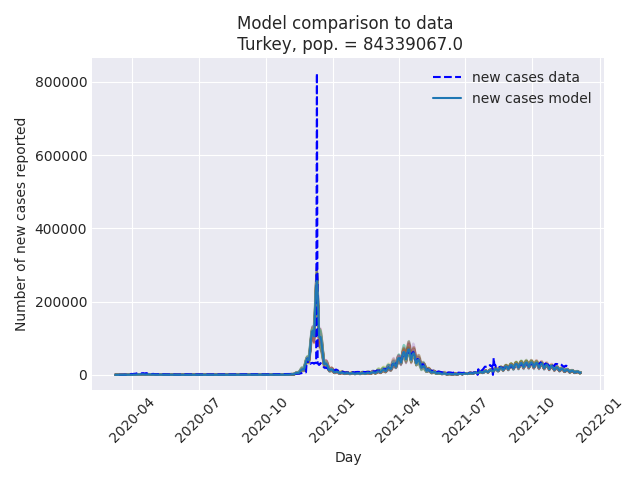 Model comparison to data
Turkey, pop. = 84339067.0
new cases data
new cases model
Number of new cases reported
800000
600000
400000
200000
0
2020-04
2020-07
2020-10
2021-01
2021-04
2021-07
2021-10
2022-01
Day